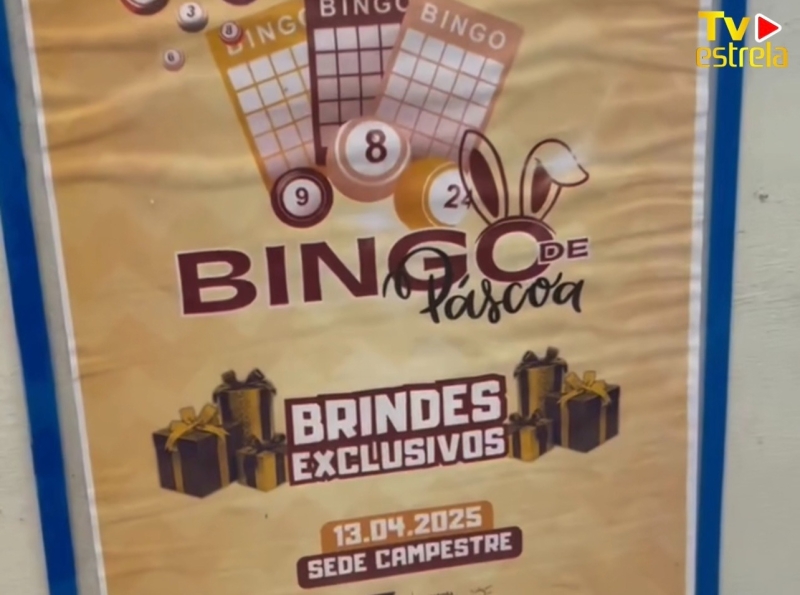 Tv
estrela
BINGO
BINGO
BINGO
3
8
8
9
24
BINGO DE
Páscoa
BRINDES
EXCLUSIVOS
13.04.2025
SEDE CAMPESTRE